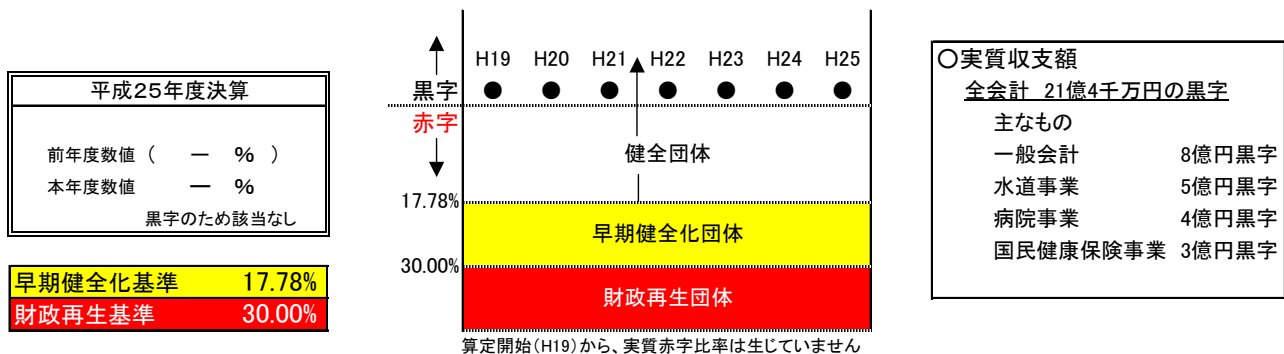 平成25年度決算
前年度数値 ( － % )
本年度数値 － %
黒字のため該当なし
早期健全化基準 17.78%
財政再生基準 30.00%
H19 H20 H21 H22 H23 H24 H25
黒字 ● ● ● ● ● ● ●
赤字
健全団体
17.78%
早期健全化団体
30.00%
財政再生団体
算定開始(H19)から、実質赤字比率は生じていません
○実質収支額
全会計 21億4千万円の黒字
主なもの
一般会計 8億円黒字
水道事業 5億円黒字
病院事業 4億円黒字
国民健康保険事業 3億円黒字